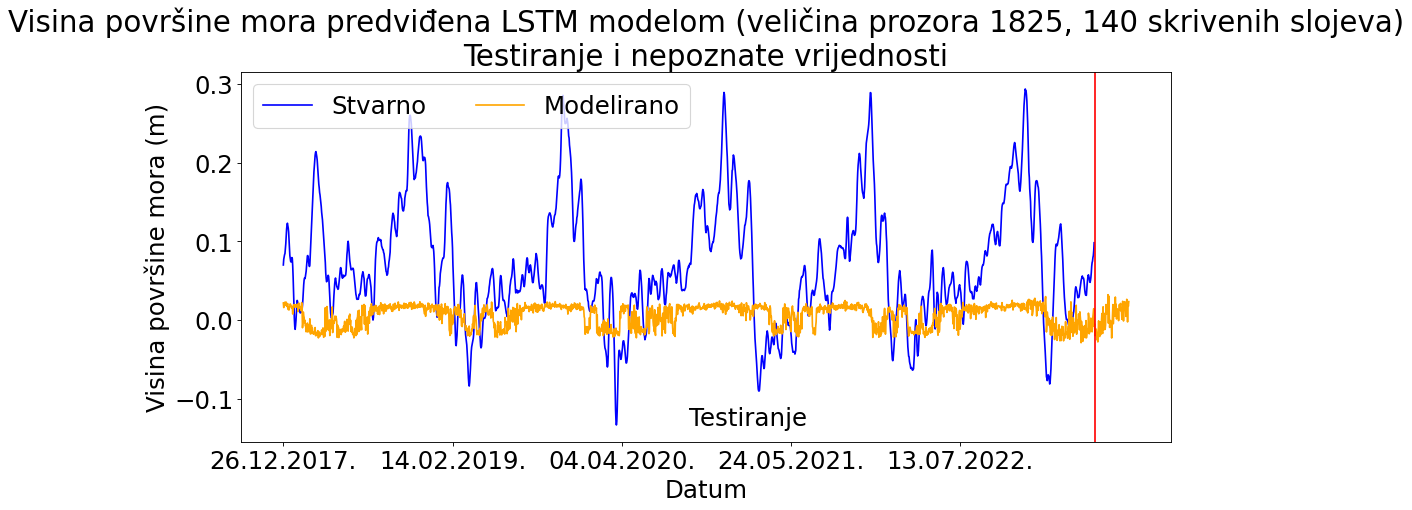 Visina površine mora predviđena LSTM modelom (veličina prozora 1825, 140 skrivenih slojeva)
Testiranje i nepoznate vrijednosti
Stvarno Modelirano
Visina površine mora (m)
0.3
0.2
0.1
0.0
−0.1
Testiranje
26.12.2017. 14.02.2019. 04.04.2020. 24.05.2021. 13.07.2022.
Datum